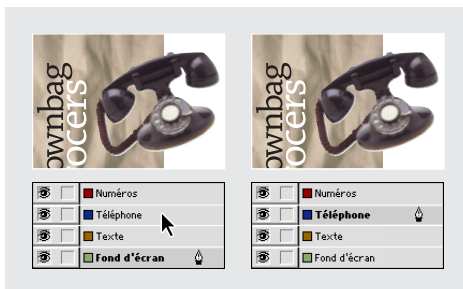 ownbag
ocers
Numéros
Téléphone
Texte
Fond d'écran
ownbag
ocers
Numéros
Téléphone
Texte
Fond d'écran